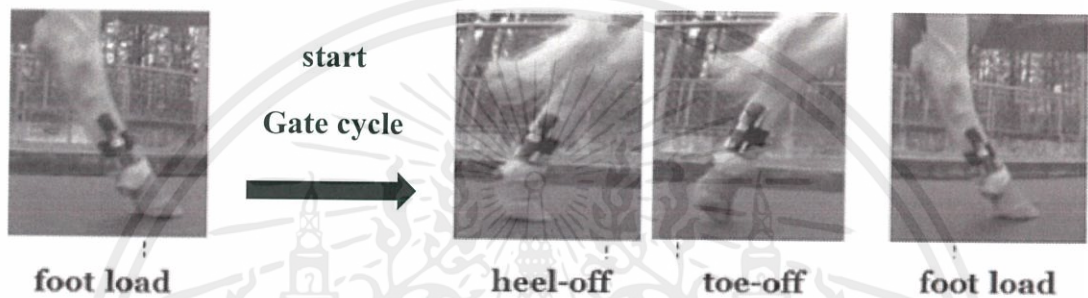 start
Gate cycle
foot load
heel-off
toe-off
foot load